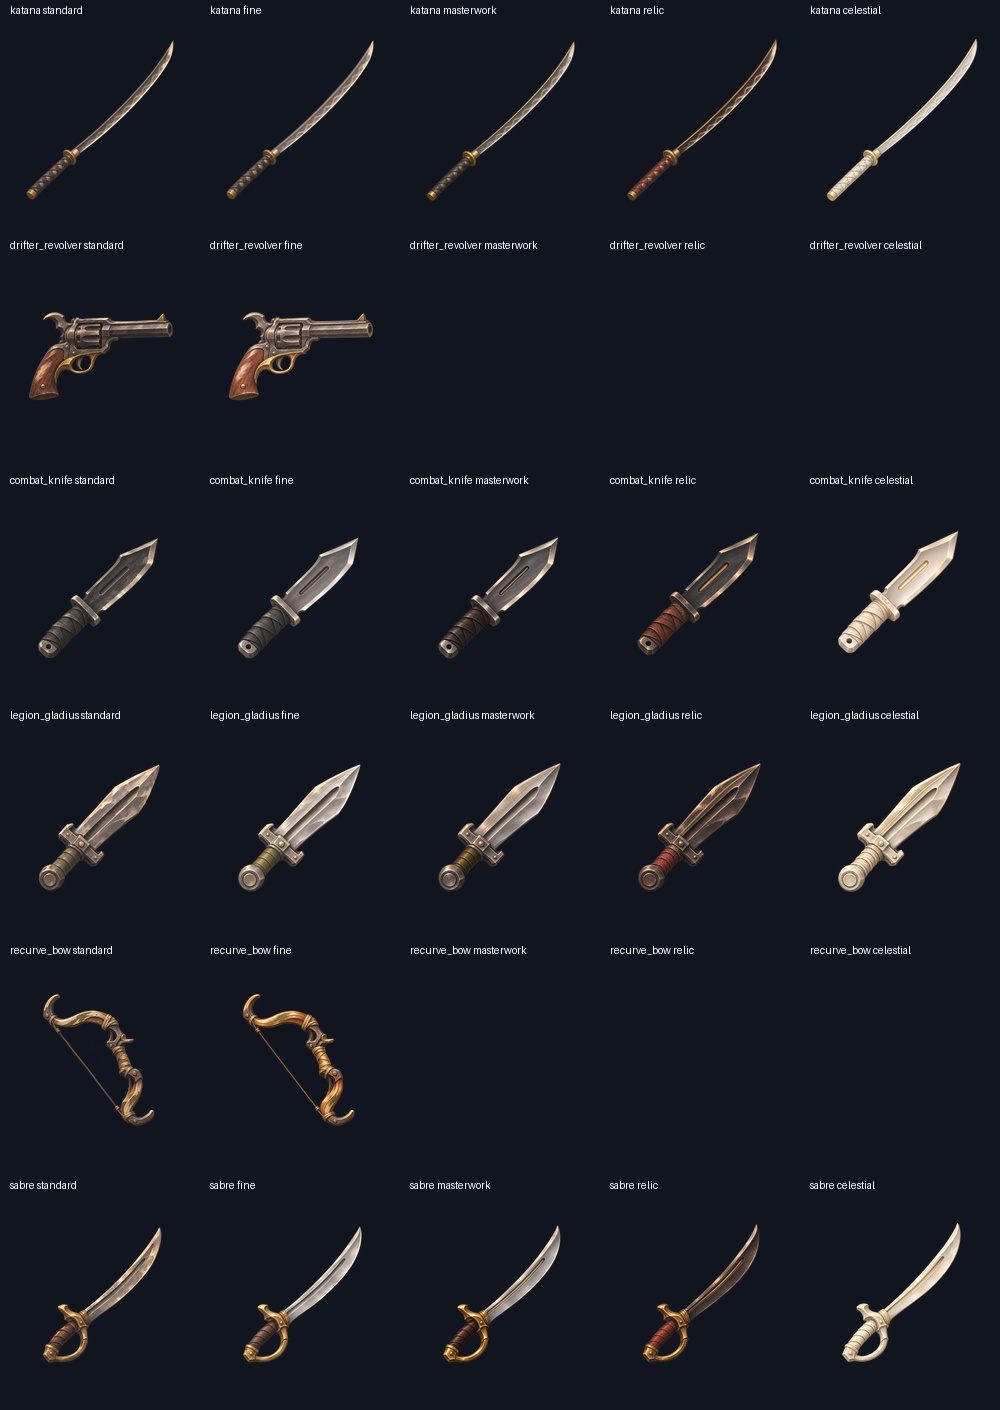 katana standard
katana fine
katana masterwork
katana relic
katana celestial
drifter_revolver standard
drifter_revolver fine
drifter_revolver masterwork
drifter_revolver relic
drifter_revolver celestial
combat_knife standard
combat_knife fine
combat_knife masterwork
combat_knife relic
combat_knife celestial
legion_gladius standard
legion_gladius fine
legion_gladius masterwork
legion_gladius relic
legion_gladius celestial
recurve_bow standard
recurve_bow fine
recurve_bow masterwork
recurve_bow relic
recurve_bow celestial
sabre standard
sabre fine
sabre masterwork
sabre relic
sabre celestial